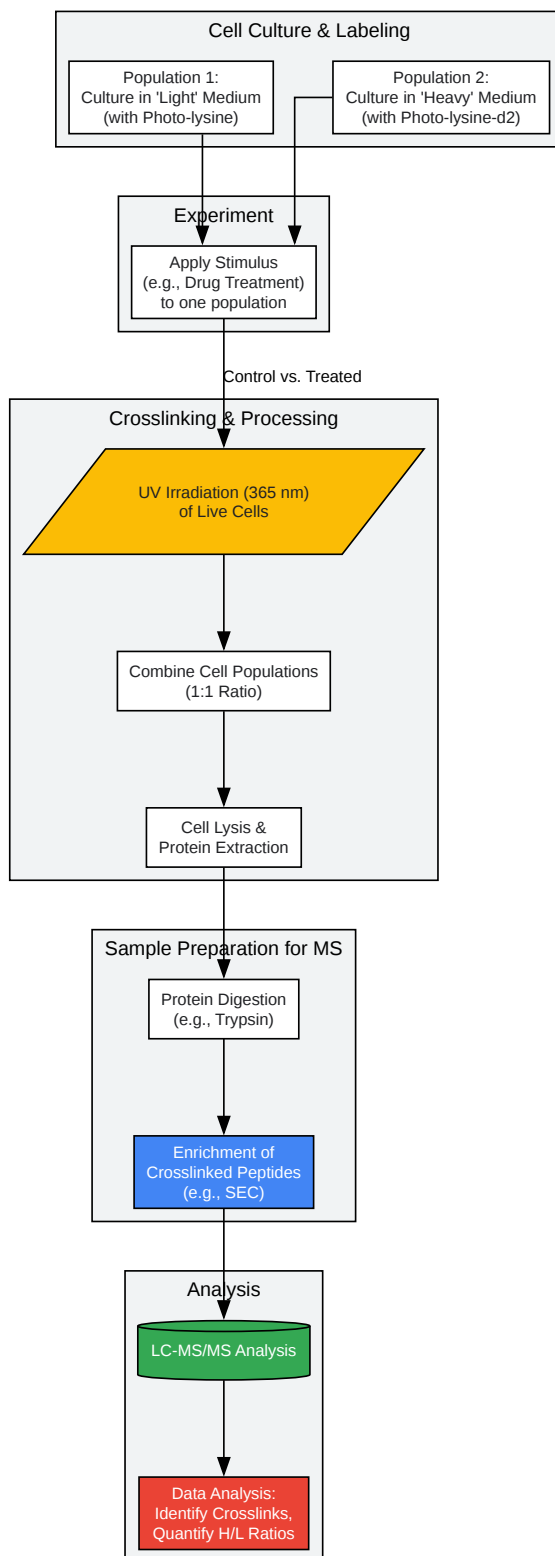 Cell Culture & Labeling
Population 1:
Culture in 'Light' Medium
(with Photo-lysine)
Population 2:
Culture in 'Heavy' Medium
(with Photo-lysine-d2)
Experiment
Apply Stimulus
(e.g., Drug Treatment)
to one population
Control vs. Treated
Crosslinking & Processing
UV Irradiation (365 nm)
of Live Cells
Combine Cell Populations
(1:1 Ratio)
Cell Lysis &
Protein Extraction
Sample Preparation for MS
Protein Digestion
(e.g., Trypsin)
Enrichment of
Crosslinked Peptides
(e.g., SEC)
Analysis
LC-MS/MS Analysis
Data Analysis:
Identify Crosslinks,
Quantify H/L Ratios